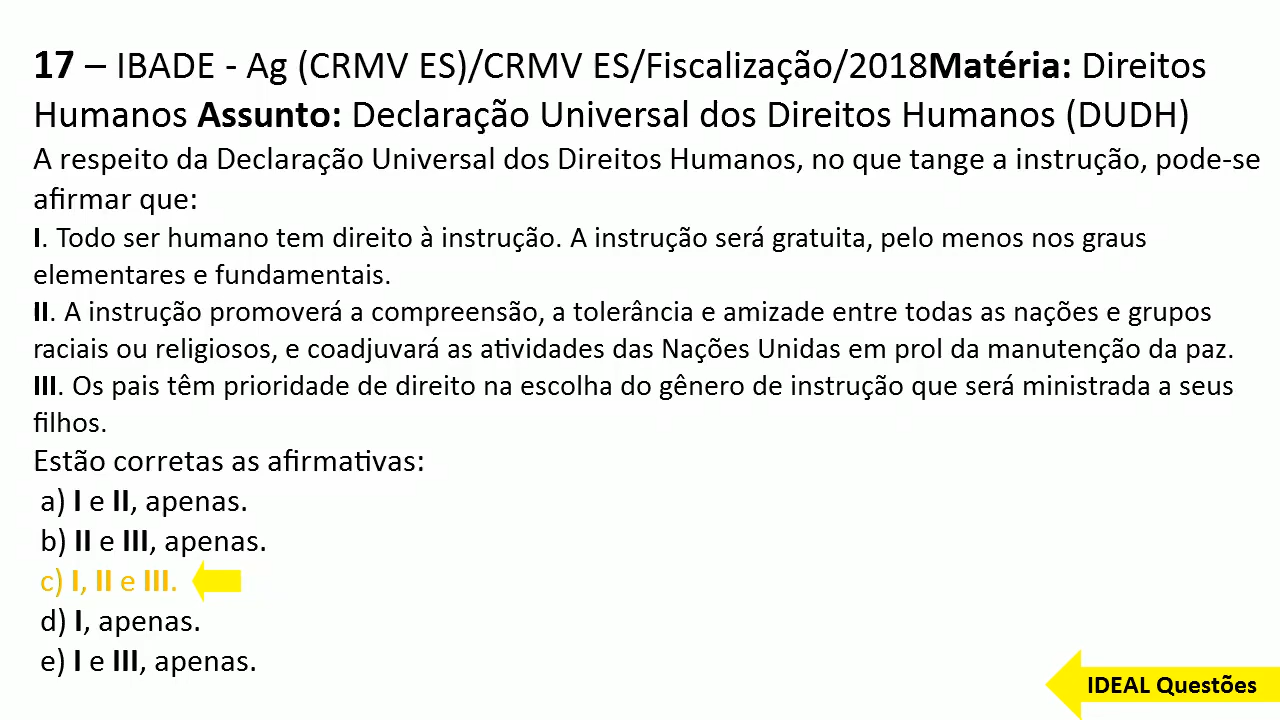 17 – IBADE - Ag (CRMV ES)/CRMV ES/Fiscalização/2018Matéria: Direitos
Humanos Assunto: Declaração Universal dos Direitos Humanos (DUDH)
A respeito da Declaração Universal dos Direitos Humanos, no que tange a instrução, pode-se
afirmar que:
I. Todo ser humano tem direito à instrução. A instrução será gratuita, pelo menos nos graus
elementares e fundamentais.
II. A instrução promoverá a compreensão, a tolerância e amizade entre todas as nações e grupos
raciais ou religiosos, e coadjuvará as atividades das Nações Unidas em prol da manutenção da paz.
III. Os pais têm prioridade de direito na escolha do gênero de instrução que será ministrada a seus
filhos.
Estão corretas as afirmativas:
a) I e II, apenas.
b) II e III, apenas.
c) I, II e III.
d) I, apenas.
e) I e III, apenas.
IDEAL Questões